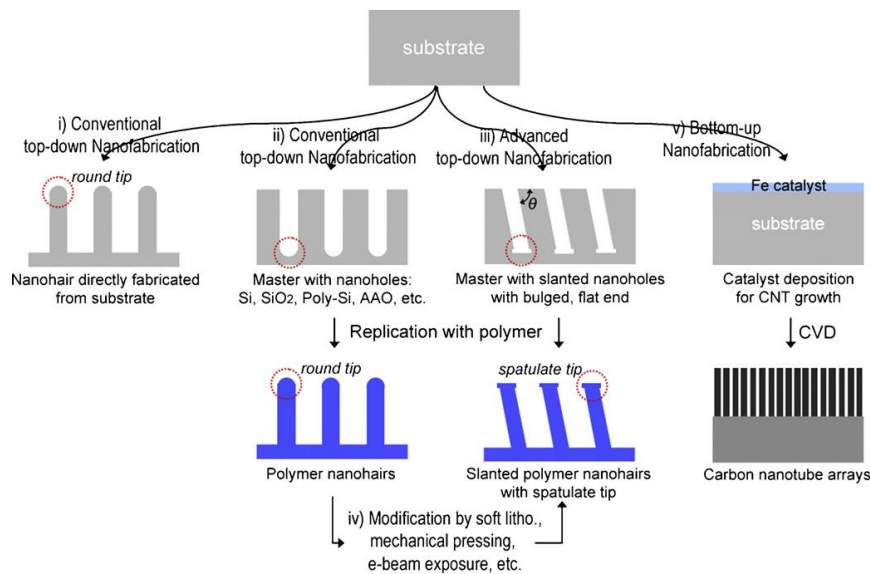 substrate
i) Conventional
top-down Nanofabrication
ii) Conventional
top-down Nanofabrication
iii) Advanced
top-down Nanofabrication
v) Bottom-up
Nanofabrication
round tip
θ
Fe catalyst
substrate
Nanohair directly fabricated
from substrate
Master with nanoholes:
Si, SiO₂, Poly-Si, AAO, etc.
Master with slanted nanoholes
with bulged, flat end
Catalyst deposition
for CNT growth
Replication with polymer
CVD
round tip
spatulate tip
Polymer nanohairs
Slanted polymer nanohairs
with spatulate tip
Carbon nanotube arrays
iv) Modification by soft litho.,
mechanical pressing,
e-beam exposure, etc.